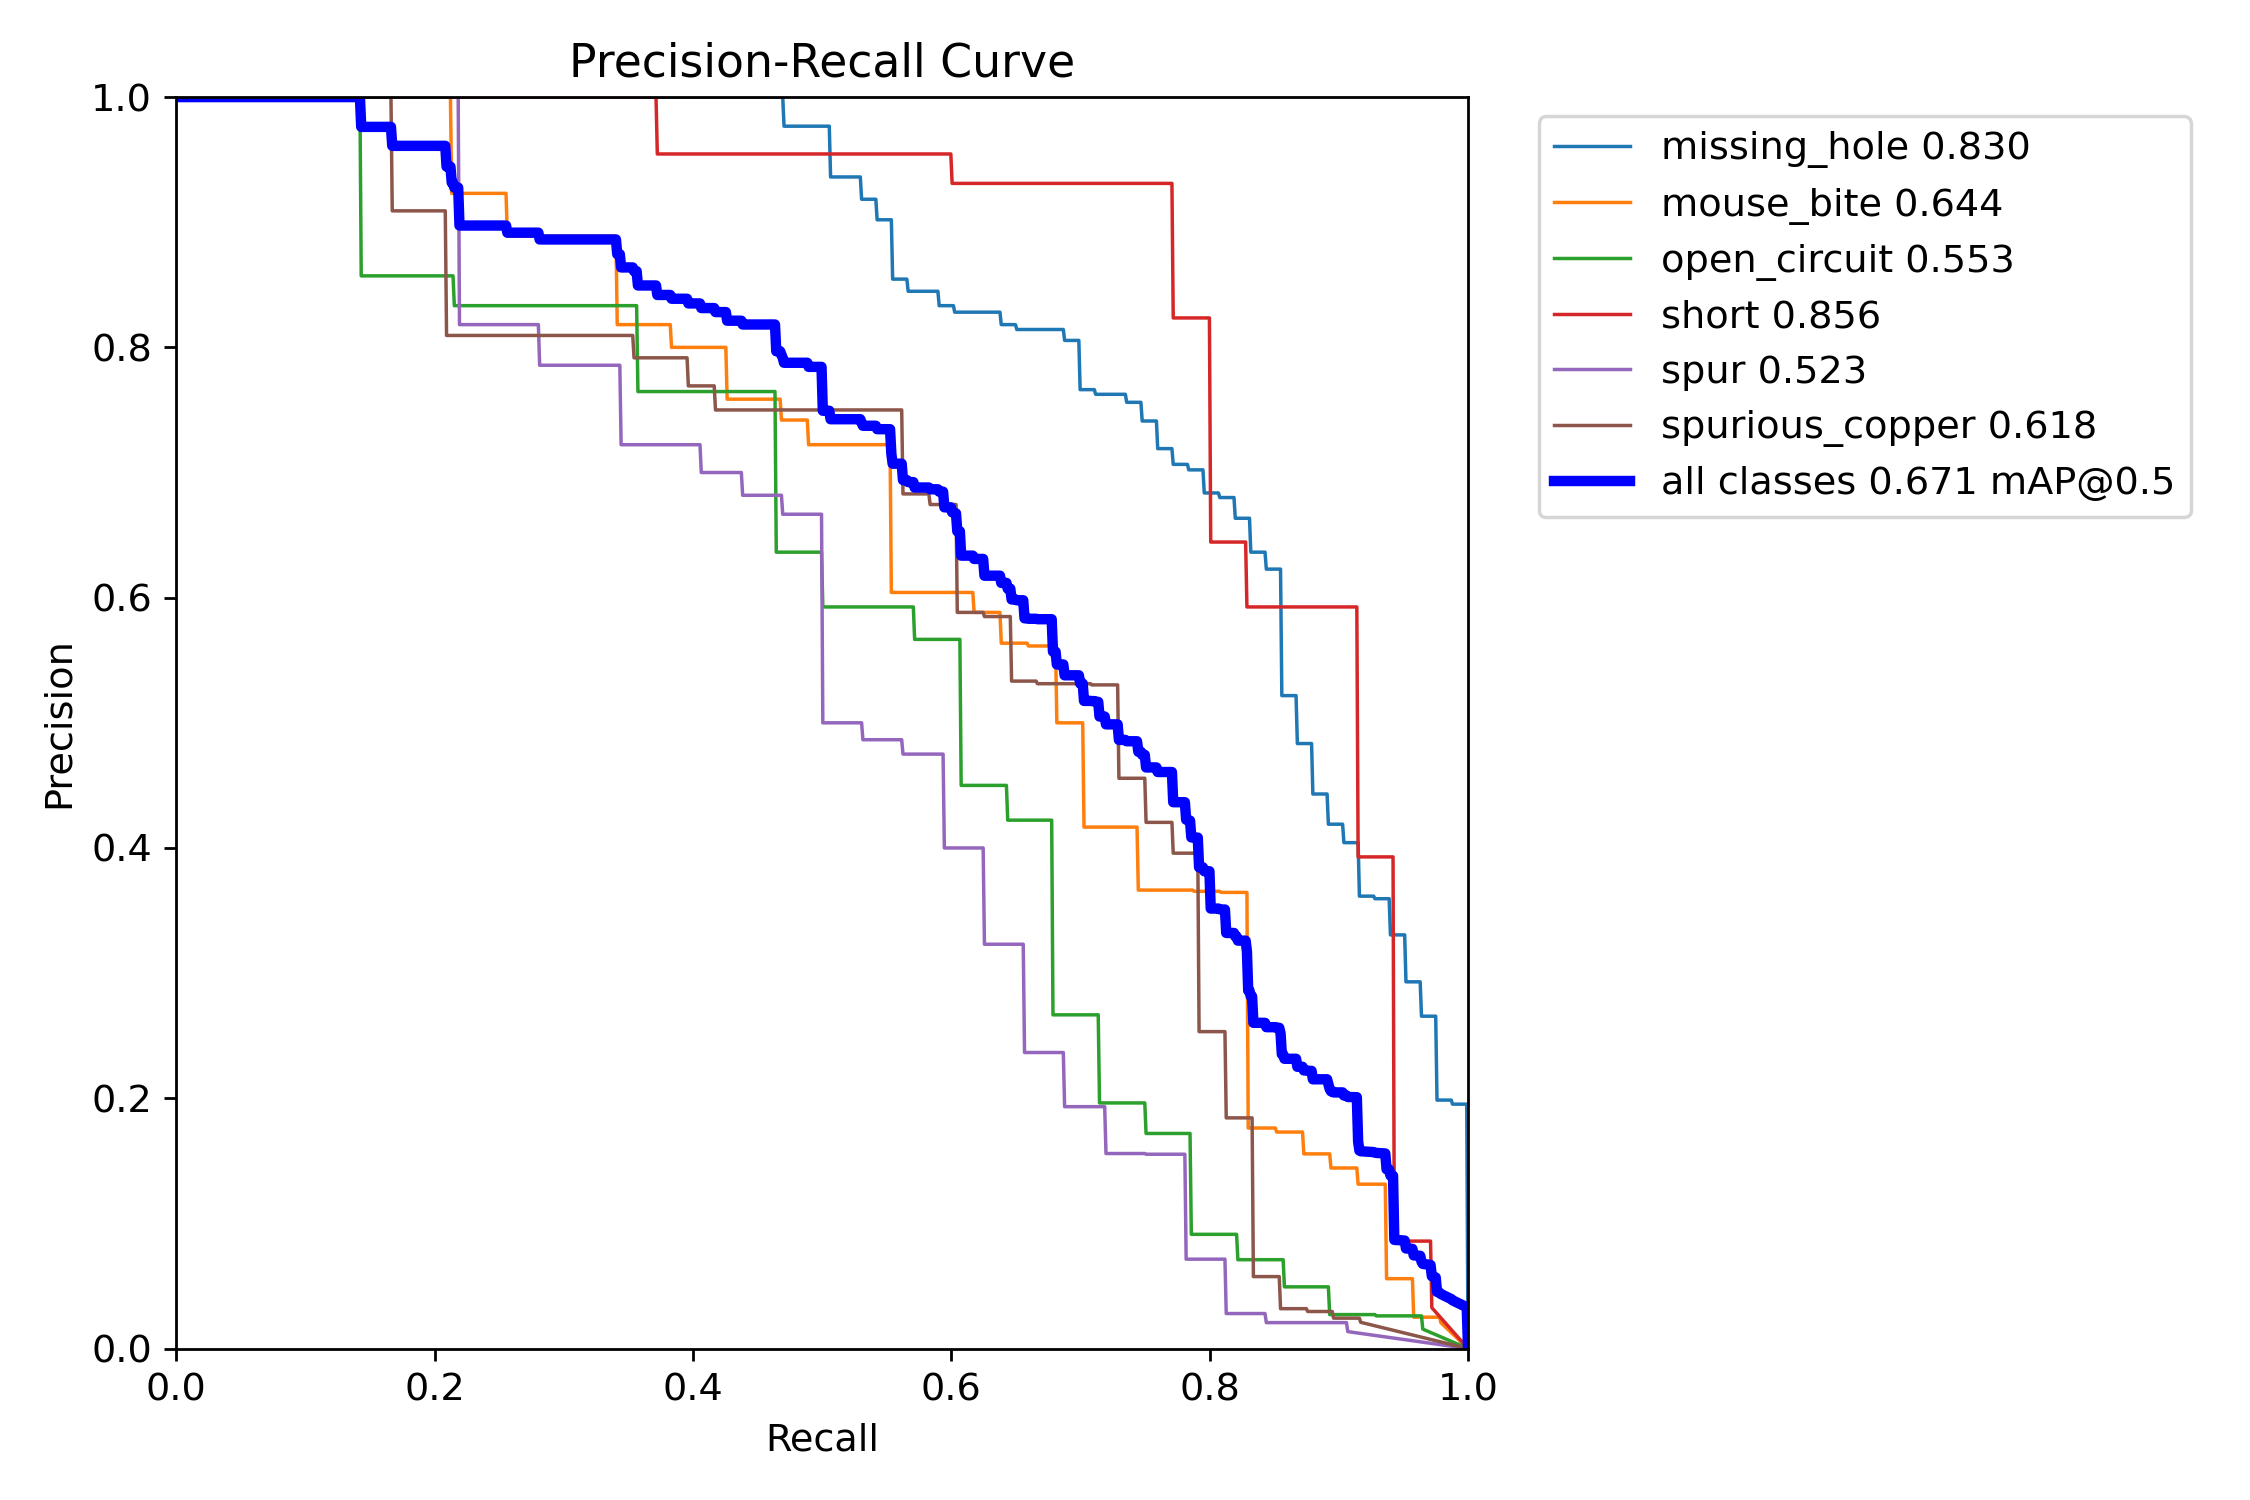 Precision-Recall Curve
1.0
0.8
0.6
0.4
0.2
0.0
Precision
0.0 0.2 0.4 0.6 0.8 1.0
Recall
missing_hole 0.830
mouse_bite 0.644
open_circuit 0.553
short 0.856
spur 0.523
spurious_copper 0.618
all classes 0.671 mAP@0.5